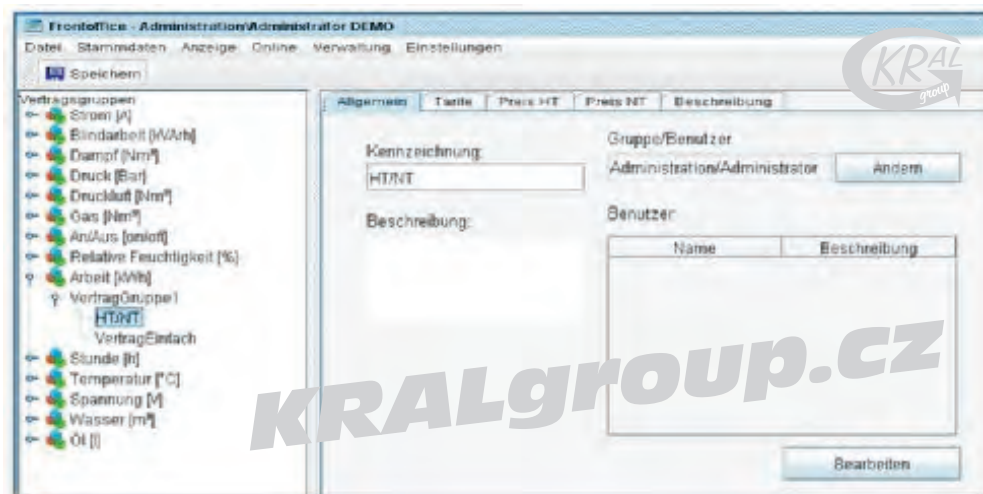 Frontoffice - Administration/Administrator DEMO
Datei Stammdaten Anzeige Online Verwaltung Einstellungen
Speichern
Vertragsgruppen
Strom [A]
Blindarbeit [kVArh]
Dampf [Nm³]
Druck [Bar]
Druckluft [Nm³]
Gas [Nm³]
An/Aus [on/off]
Relative Feuchtigkeit [%]
Arbeit [kWh]
VertragGruppe1
HT/NT
VertragEinfach
Stunde [h]
Temperatur [°C]
Spannung [V]
Wasser [m³]
Öl [l]
Allgemein Tarife Preis HT Preis NT Beschreibung
Kennzeichnung:
HT/NT
Beschreibung:
Gruppe/Benutzer
Administration/Administrator Ändern
Benutzer:
Name Beschreibung
Bearbeiten
KRAL group
KRALgroup.cz